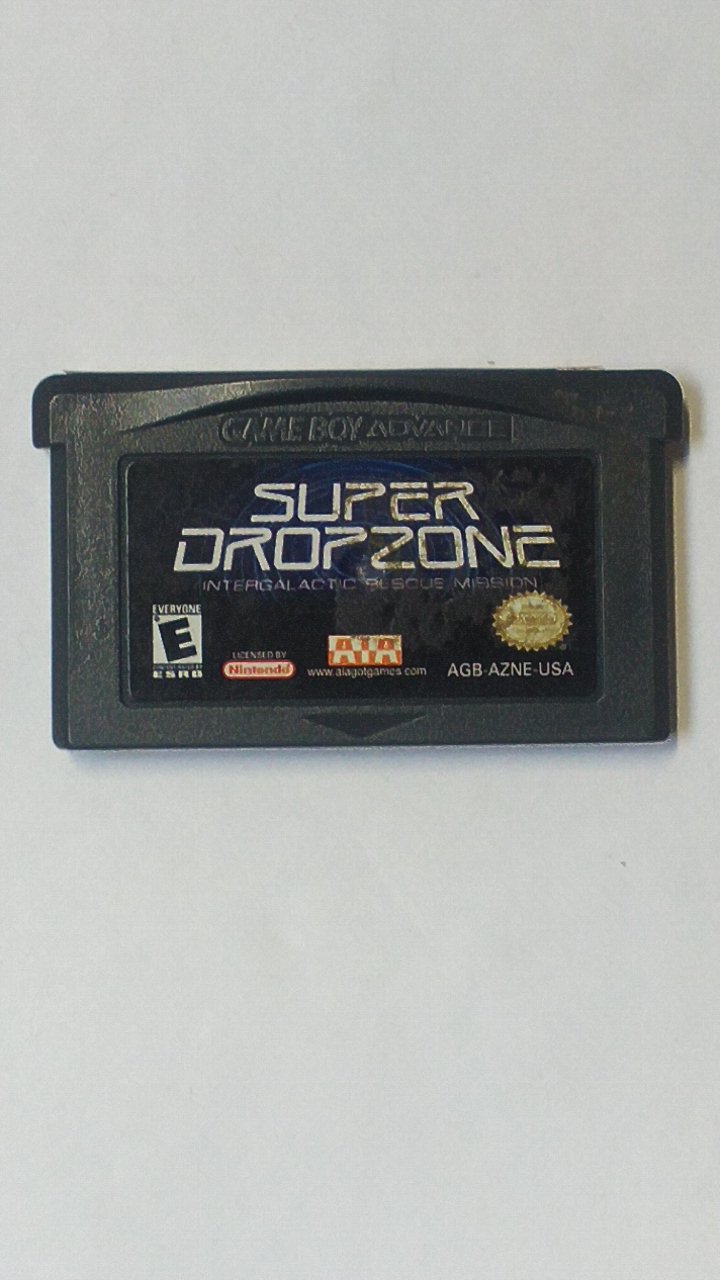 GAME BOY ADVANCE
SUPER
DROPZONE
INTERGALACTIC RESCUE MISSION
EVERYONE
E
ESRB
LICENSED BY
Nintendo
AIA
www.aiagotgames.com
AGB-AZNE-USA